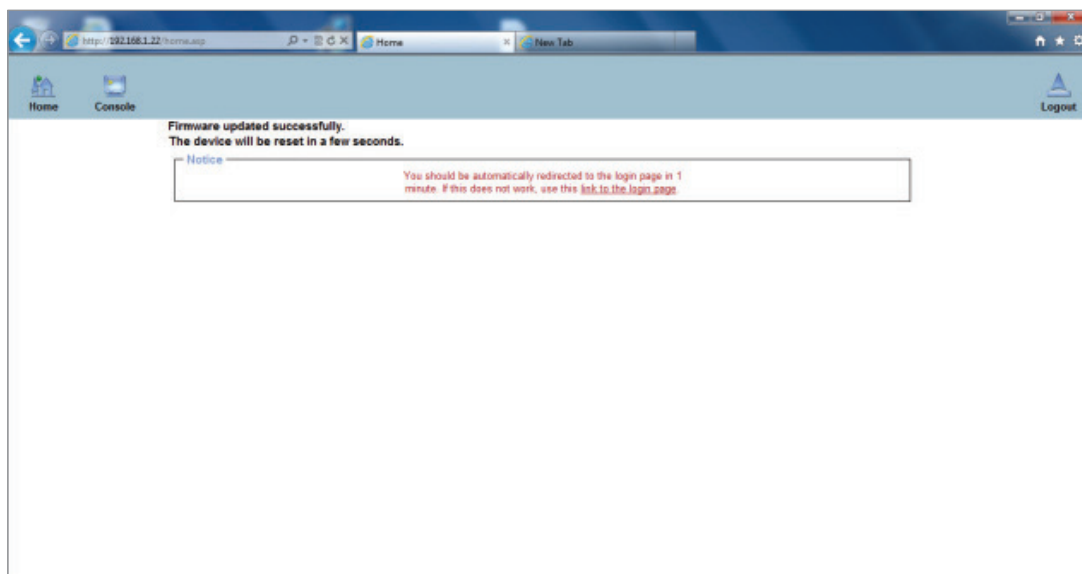 http://192.168.1.22/home.asp
Home
New Tab
Home
Console
Logout
Firmware updated successfully.
The device will be reset in a few seconds.
Notice
You should be automatically redirected to the login page in 1
minute. If this does not work, use this link to the login page.